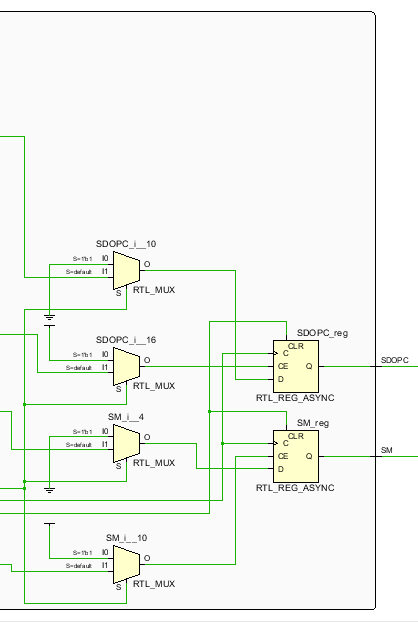 SDOPC_i__10
S=1'b1 I0
S=default I1
O
S
RTL_MUX
SDOPC_i__16
S=1'b1 I0
S=default I1
O
S
RTL_MUX
SDOPC_reg
CLR
C
CE Q
D
RTL_REG_ASYNC
SDOPC
SM_i__4
S=1'b1 I0
S=default I1
O
S
RTL_MUX
SM_reg
CLR
C
CE Q
D
RTL_REG_ASYNC
SM
SM_i__10
S=1'b1 I0
S=default I1
O
S
RTL_MUX